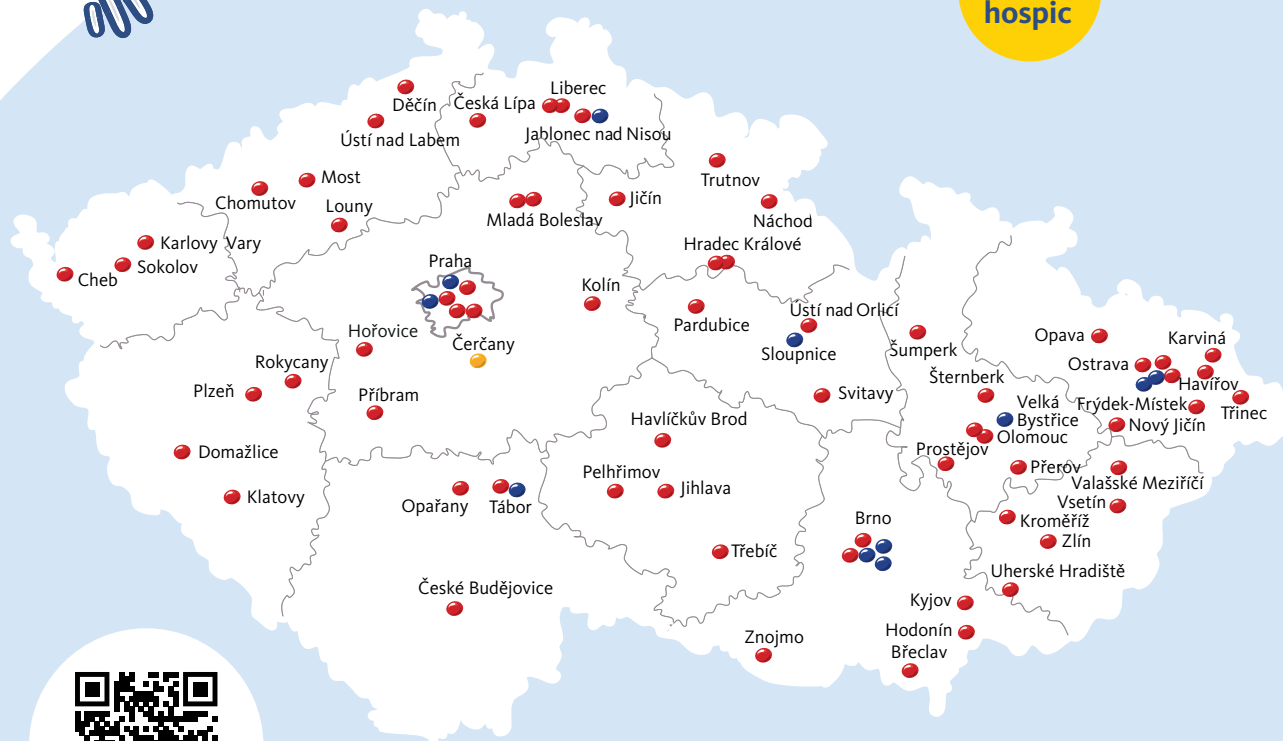 hospic
Liberec
Děčín
Česká Lípa
Ústí nad Labem
Jablonec nad Nisou
Most
Trutnov
Chomutov
Louny
Jičín
Mladá Boleslav
Náchod
Karlovy Vary
Hradec Králové
Praha
Sokolov
Cheb
Kolín
Ústí nad Orlicí
Pardubice
Hořovice
Čerčany
Sloupnice
Šumperk
Opava
Karviná
Rokycany
Ostrava
Plzeň
Šternberk
Havířov
Příbram
Svitavy
Velká
Bystřice
Frýdek-Místek
Třinec
Havlíčkův Brod
Nový Jičín
Olomouc
Domažlice
Prostějov
Přerov
Pelhřimov
Valašské Meziříčí
Klatovy
Jihlava
Opařany
Tábor
Vsetín
Brno
Kroměříž
Zlín
Třebíč
Uherské Hradiště
České Budějovice
Kyjov
Hodonín
Znojmo
Břeclav